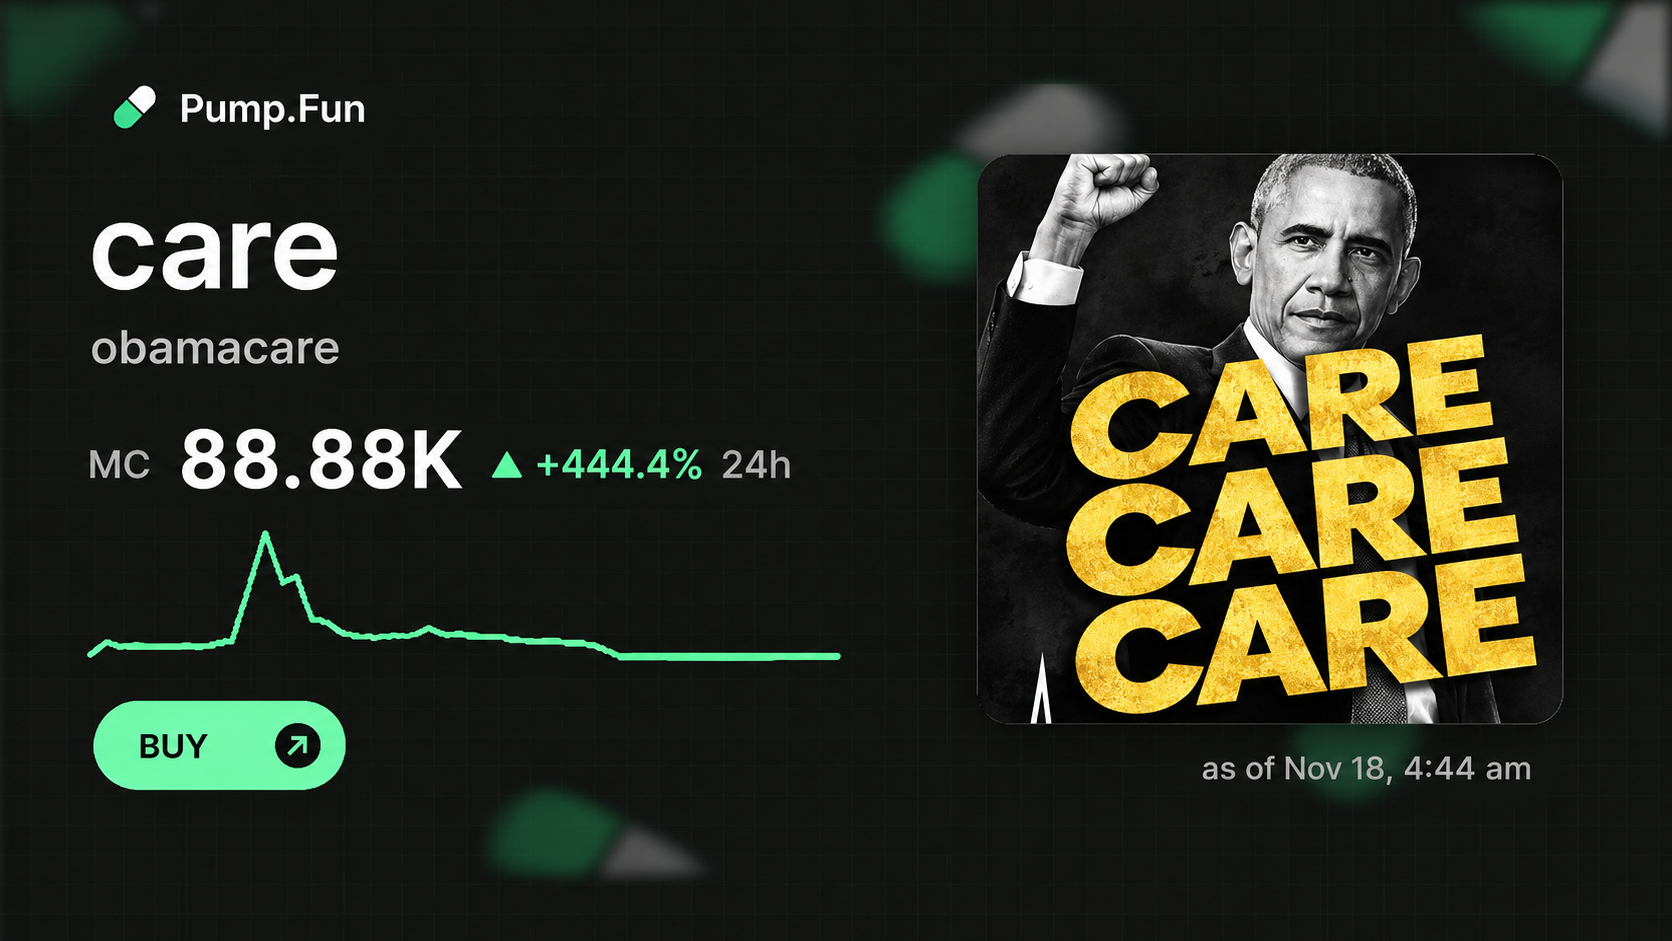 Pump.Fun
care
obamacare
MC 88.88K ▲ +444.4% 24h
BUY
CARE
CARE
CARE
as of Nov 18, 4:44 am